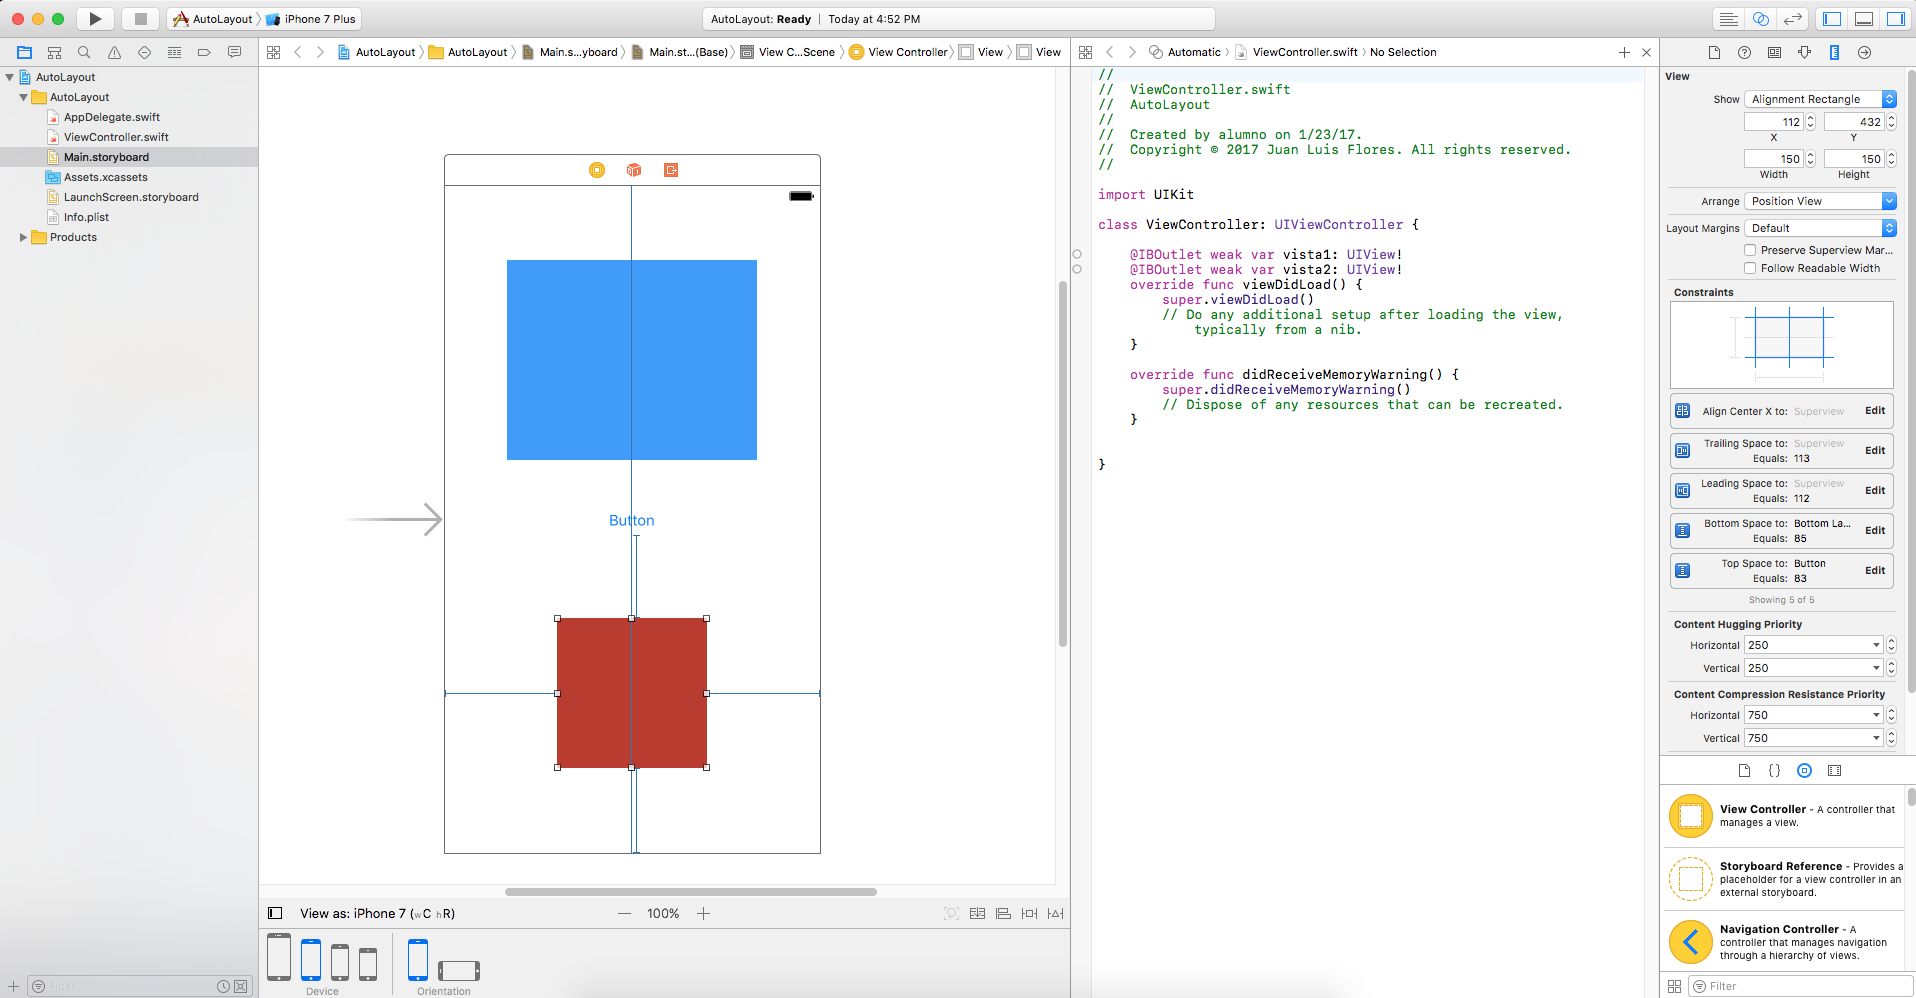 AutoLayout
iPhone 7 Plus
AutoLayout: Ready | Today at 4:52 PM
AutoLayout
AutoLayout
Main.s...yboard
Main.st...(Base)
View C...Scene
View Controller
View
View
Automatic
ViewController.swift
No Selection
AutoLayout
AutoLayout
AppDelegate.swift
ViewController.swift
Main.storyboard
Assets.xcassets
LaunchScreen.storyboard
Info.plist
Products
Filter
Button
View as: iPhone 7 (wC hR)
100%
Device
Orientation
//
//  ViewController.swift
//  AutoLayout
//
//  Created by alumno on 1/23/17.
//  Copyright © 2017 Juan Luis Flores. All rights reserved.
//
import UIKit
class ViewController: UIViewController {
@IBOutlet weak var vista1: UIView!
@IBOutlet weak var vista2: UIView!
override func viewDidLoad() {
super.viewDidLoad()
// Do any additional setup after loading the view,
typically from a nib.
}
override func didReceiveMemoryWarning() {
super.didReceiveMemoryWarning()
// Dispose of any resources that can be recreated.
}
}
View
Show Alignment Rectangle
112 432
X Y
150 150
Width Height
Arrange Position View
Layout Margins Default
Preserve Superview Mar...
Follow Readable Width
Constraints
Align Center X to: Superview Edit
Trailing Space to: Superview
Equals: 113 Edit
Leading Space to: Superview
Equals: 112 Edit
Bottom Space to: Bottom La...
Equals: 85 Edit
Top Space to: Button
Equals: 83 Edit
Showing 5 of 5
Content Hugging Priority
Horizontal 250
Vertical 250
Content Compression Resistance Priority
Horizontal 750
Vertical 750
{}
View Controller - A controller that
manages a view.
Storyboard Reference - Provides a
placeholder for a view controller in an
external storyboard.
Navigation Controller - A
controller that manages navigation
through a hierarchy of views.
Filter